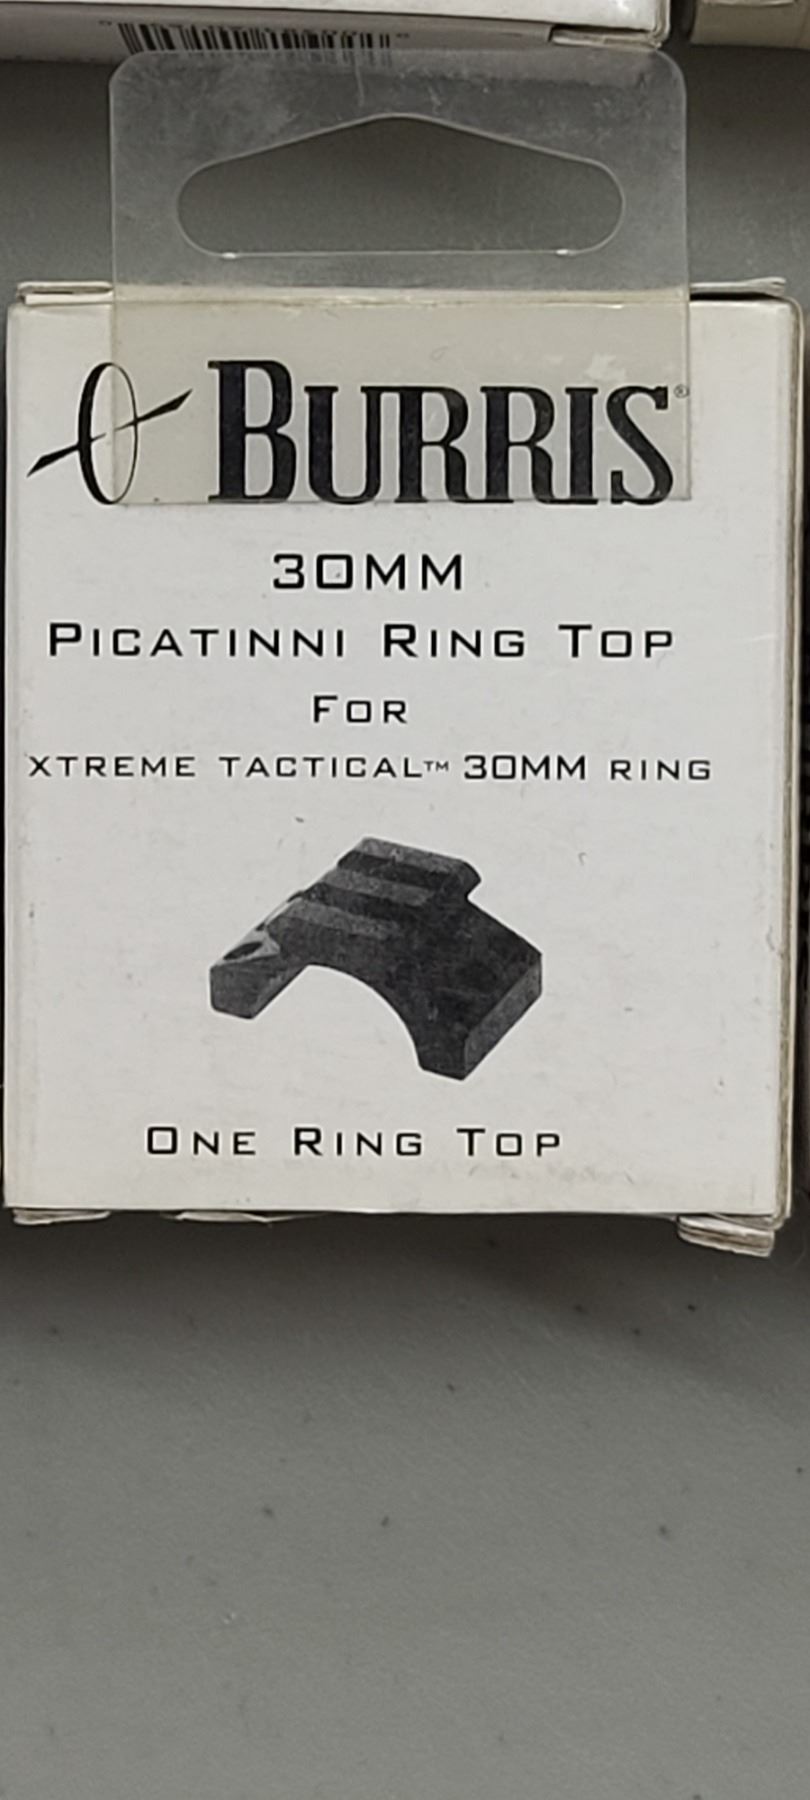 BURRIS®
30MM
PICATINNI RING TOP
FOR
XTREME TACTICAL™ 30MM RING
ONE RING TOP